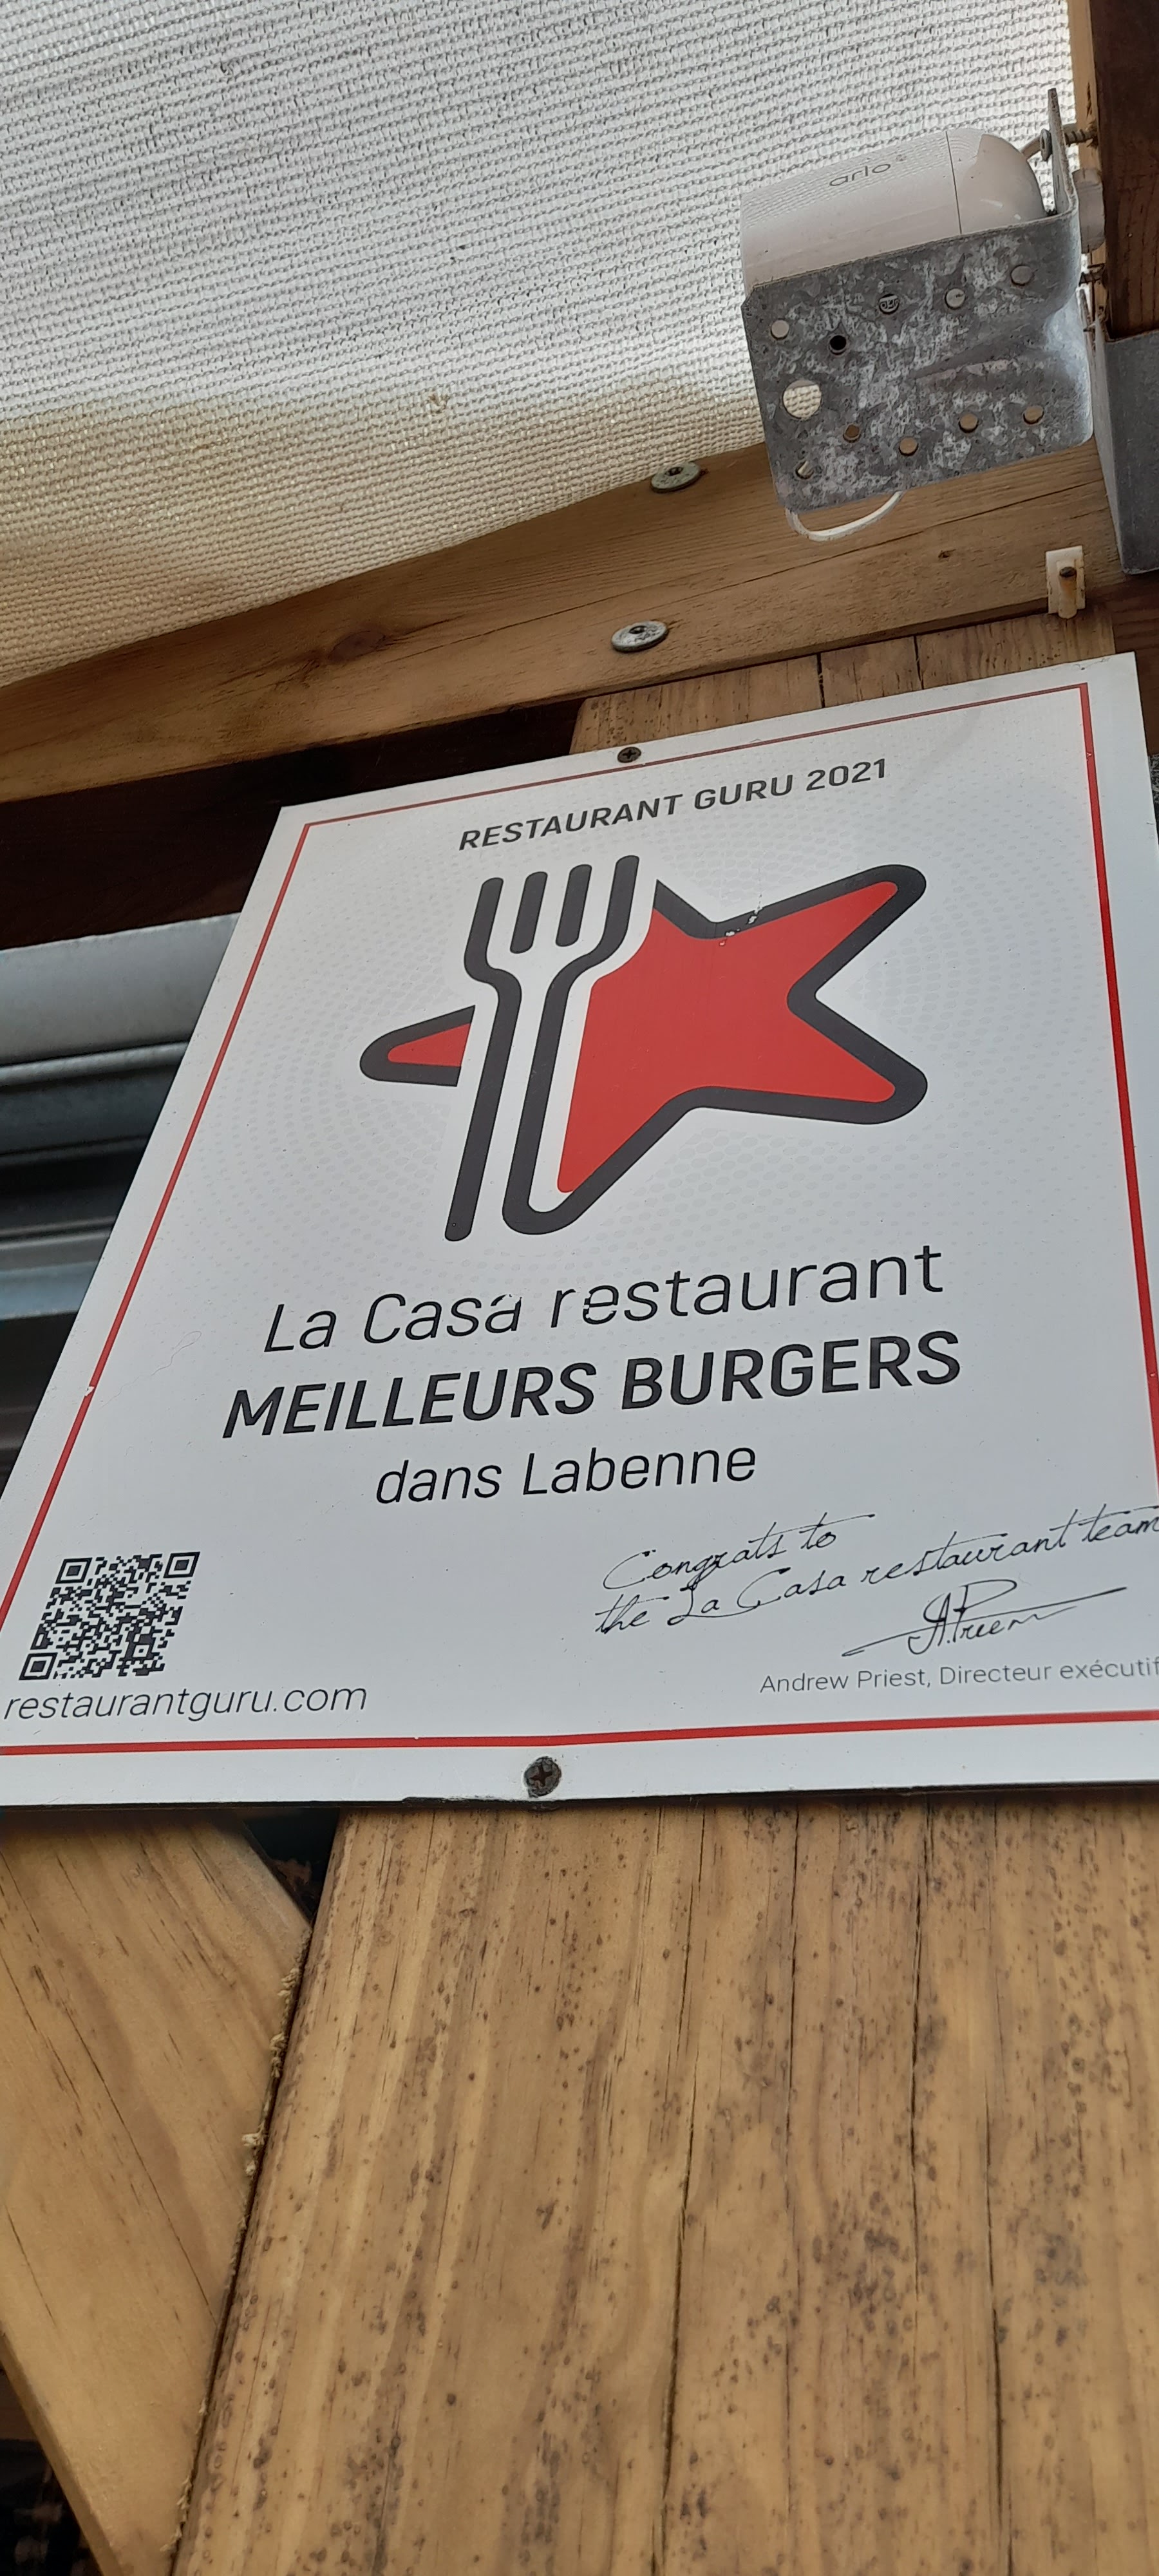 arlo
RESTAURANT GURU 2021
La Casa restaurant
MEILLEURS BURGERS
dans Labenne
Congrats to
the La Casa restaurant team
A.Priest
Andrew Priest, Directeur exécutif
restaurantguru.com